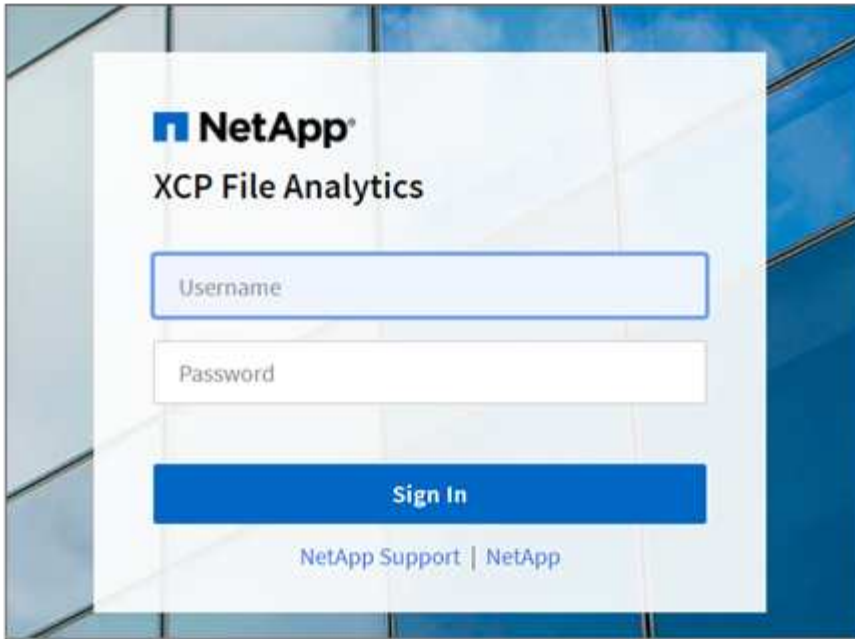 NetApp®
XCP File Analytics
Username
Password
Sign In
NetApp Support | NetApp